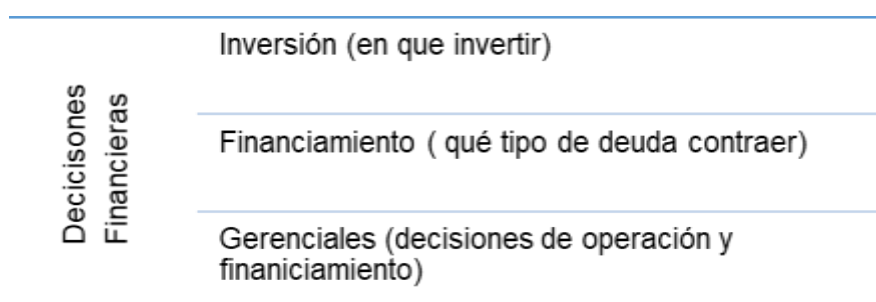 Decicisones
Financieras
Inversión (en que invertir)
Financiamiento ( qué tipo de deuda contraer)
Gerenciales (decisiones de operación y
finaniciamiento)